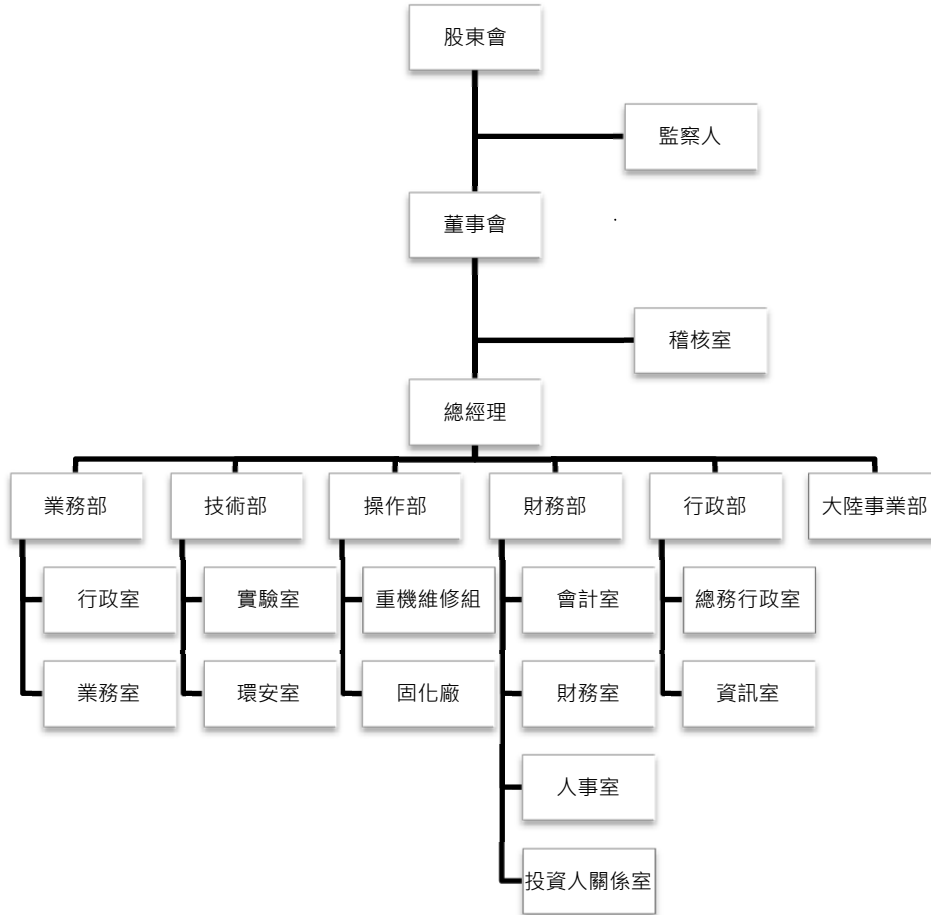 股東會
監察人
董事會
稽核室
總經理
業務部
技術部
操作部
財務部
行政部
大陸事業部
行政室
實驗室
重機維修組
會計室
總務行政室
業務室
環安室
固化廠
財務室
資訊室
人事室
投資人關係室